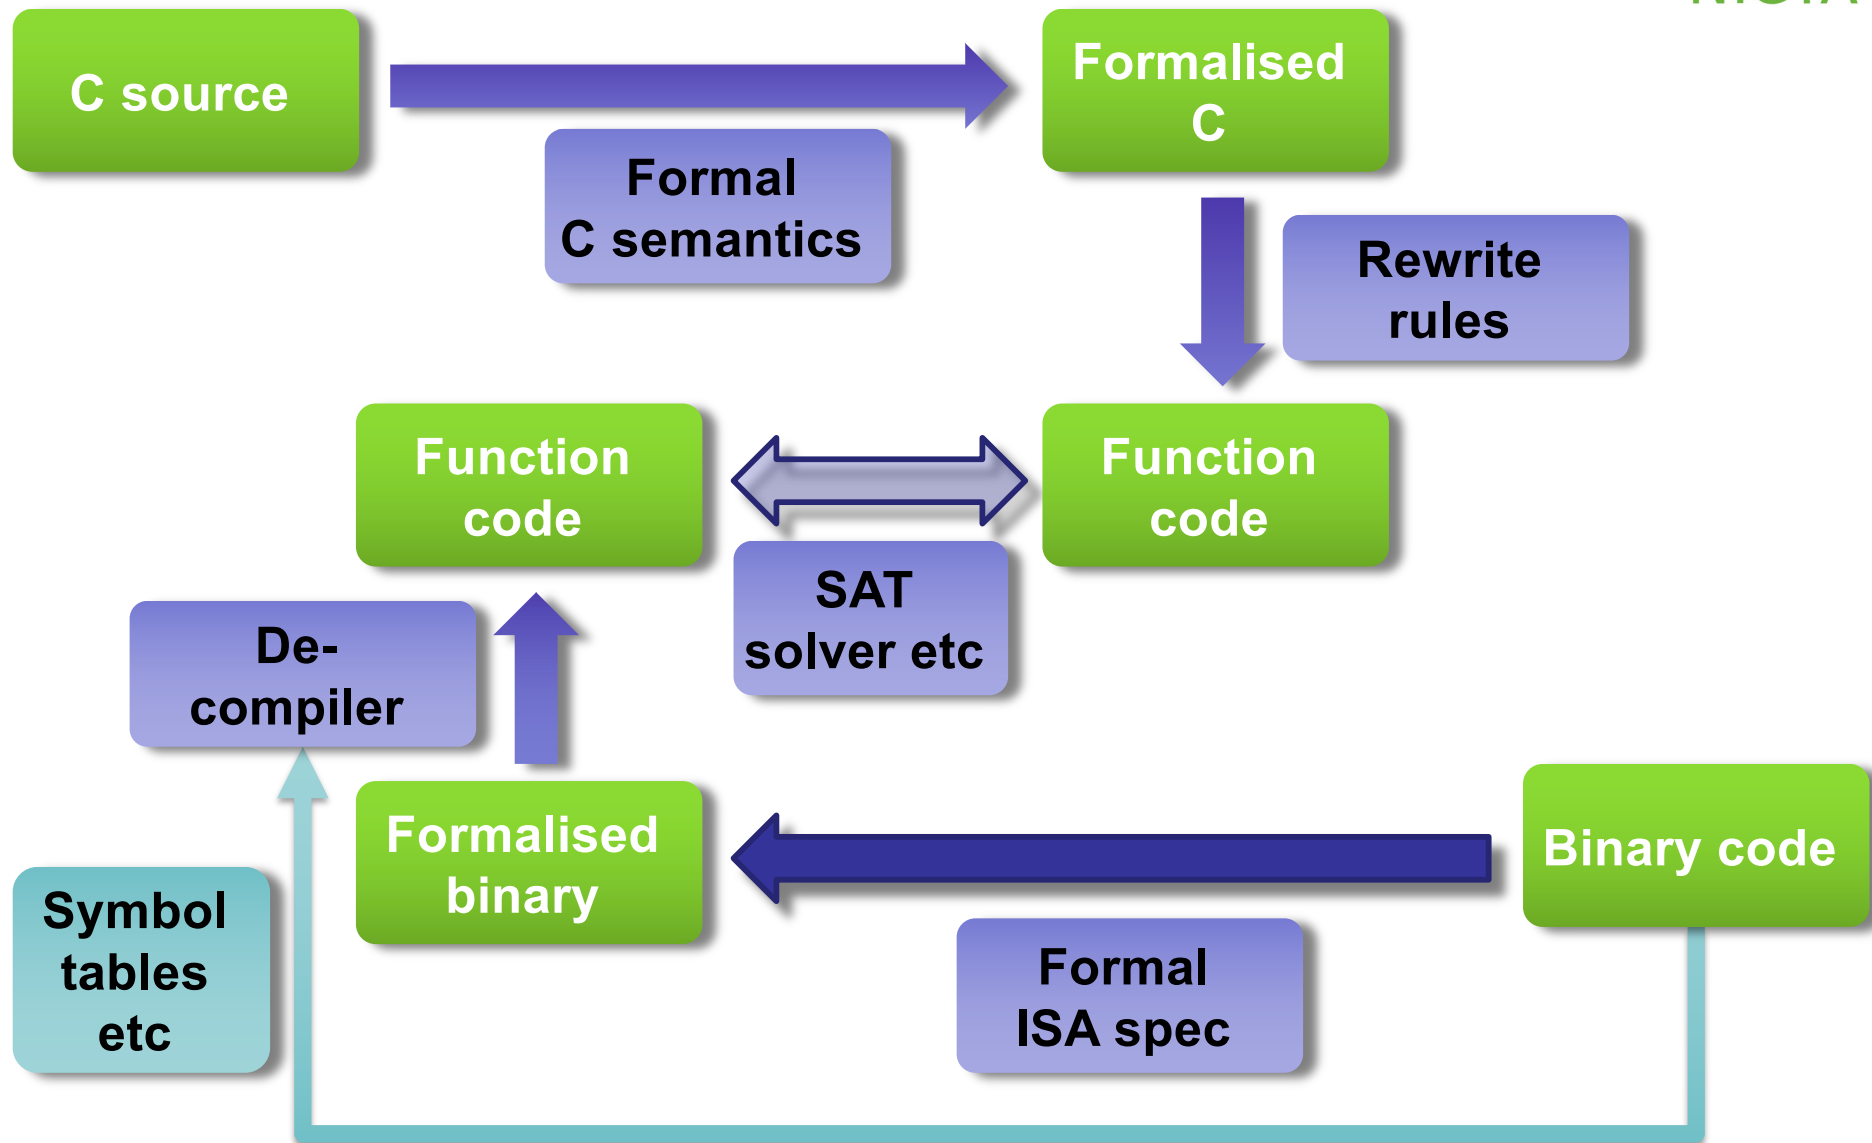 C source
Formalised
C
Formal
C semantics
Rewrite
rules
Function
code
Function
code
SAT
solver etc
De-
compiler
Formalised
binary
Binary code
Symbol
tables
etc
Formal
ISA spec